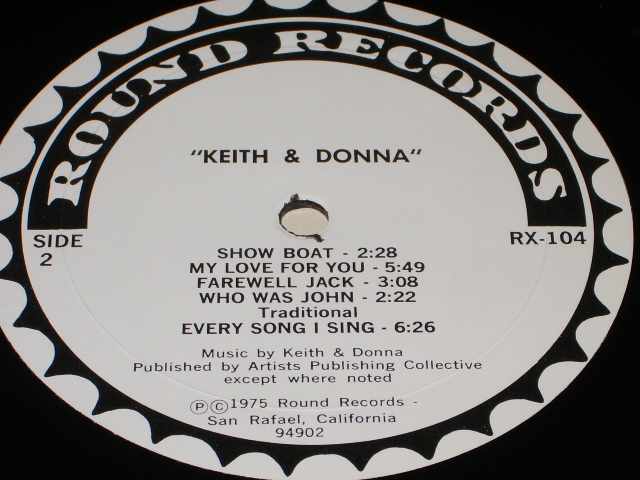 ROUND RECORDS
"KEITH & DONNA"
SIDE
2
RX-104
SHOW BOAT - 2:28
MY LOVE FOR YOU - 5:49
FAREWELL JACK - 3:08
WHO WAS JOHN - 2:22
Traditional
EVERY SONG I SING - 6:26
Music by Keith & Donna
Published by Artists Publishing Collective
except where noted
ⓅⒸ1975 Round Records -
San Rafael, California
94902